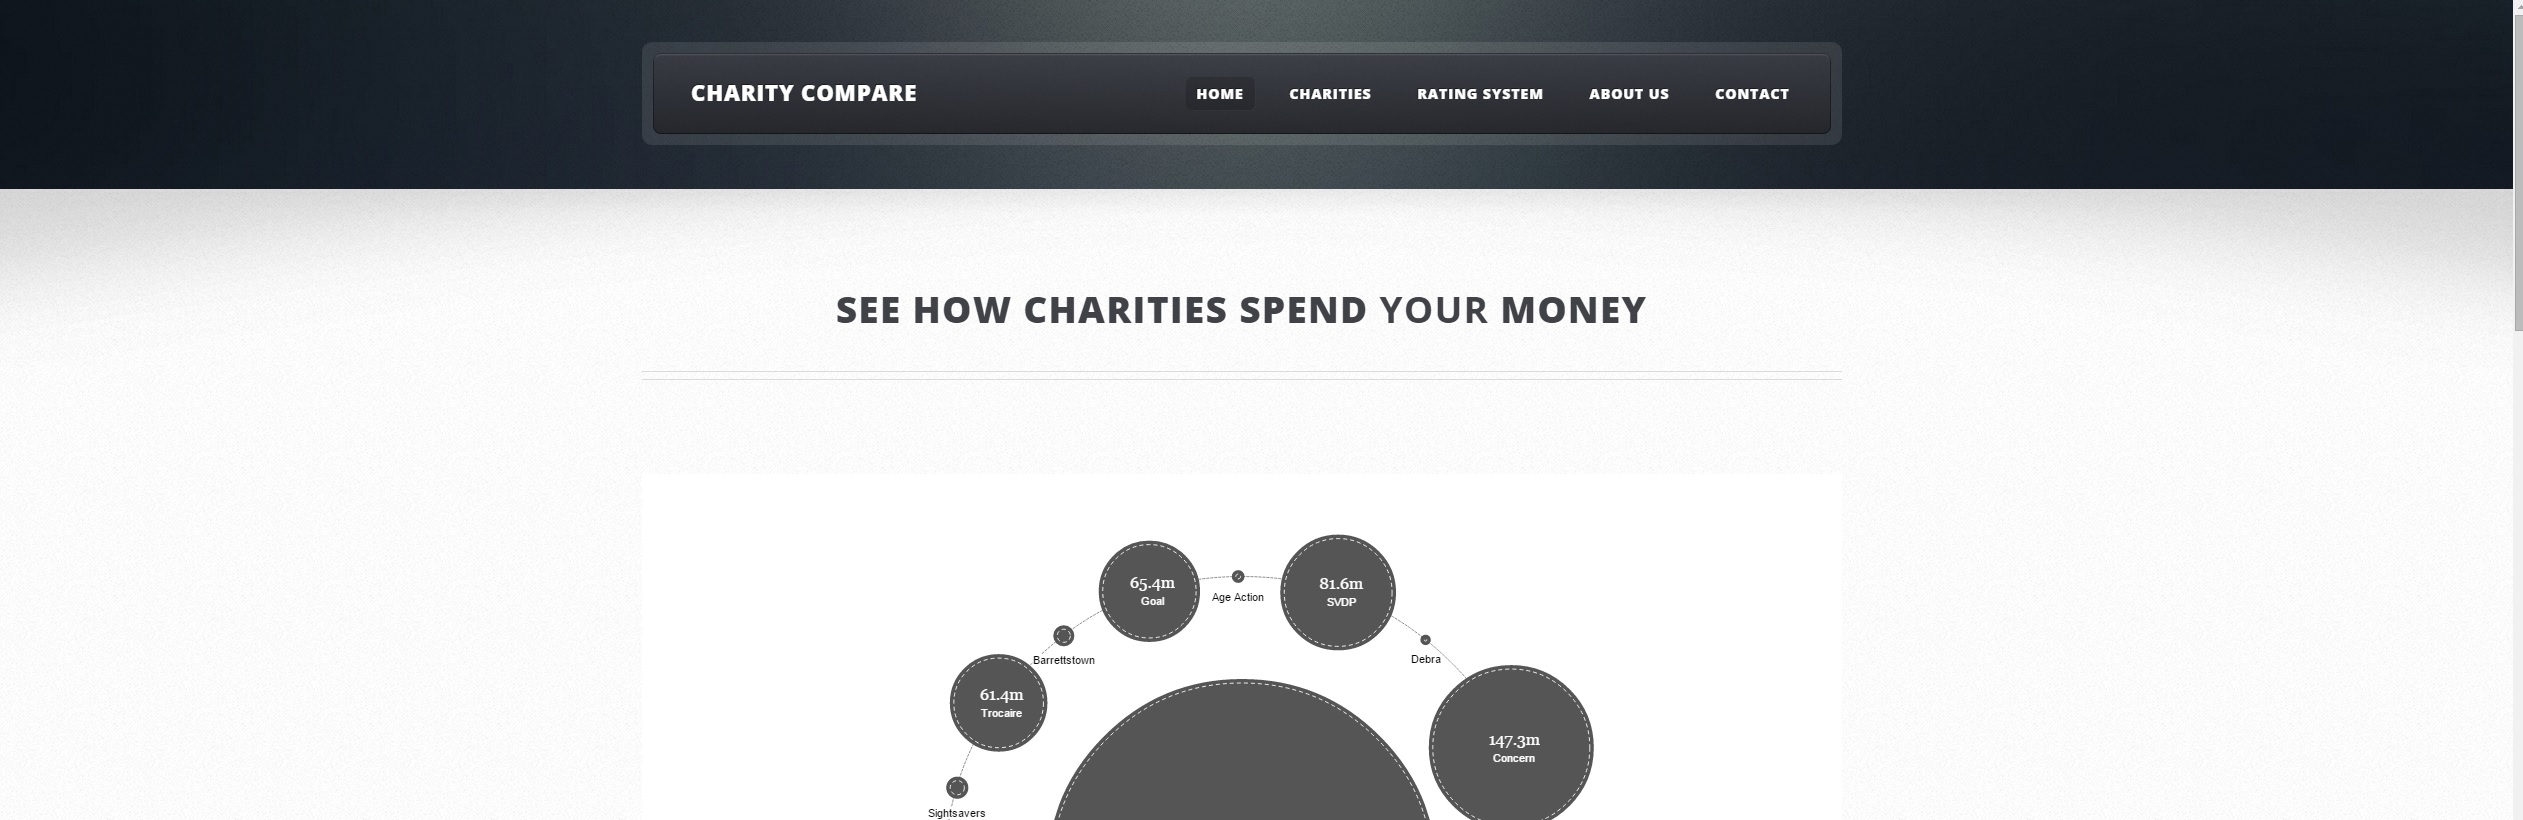 CHARITY COMPARE
HOME
CHARITIES
RATING SYSTEM
ABOUT US
CONTACT
SEE HOW CHARITIES SPEND YOUR MONEY
65.4m
Goal
Age Action
81.6m
SVDP
Barrettstown
Debra
61.4m
Trocaire
147.3m
Concern
Sightsavers